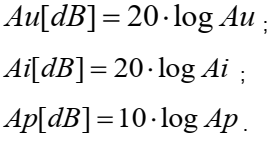 Au[dB] = 20·log Au ;
Ai[dB] = 20·log Ai ;
Ap[dB] = 10·log Ap .